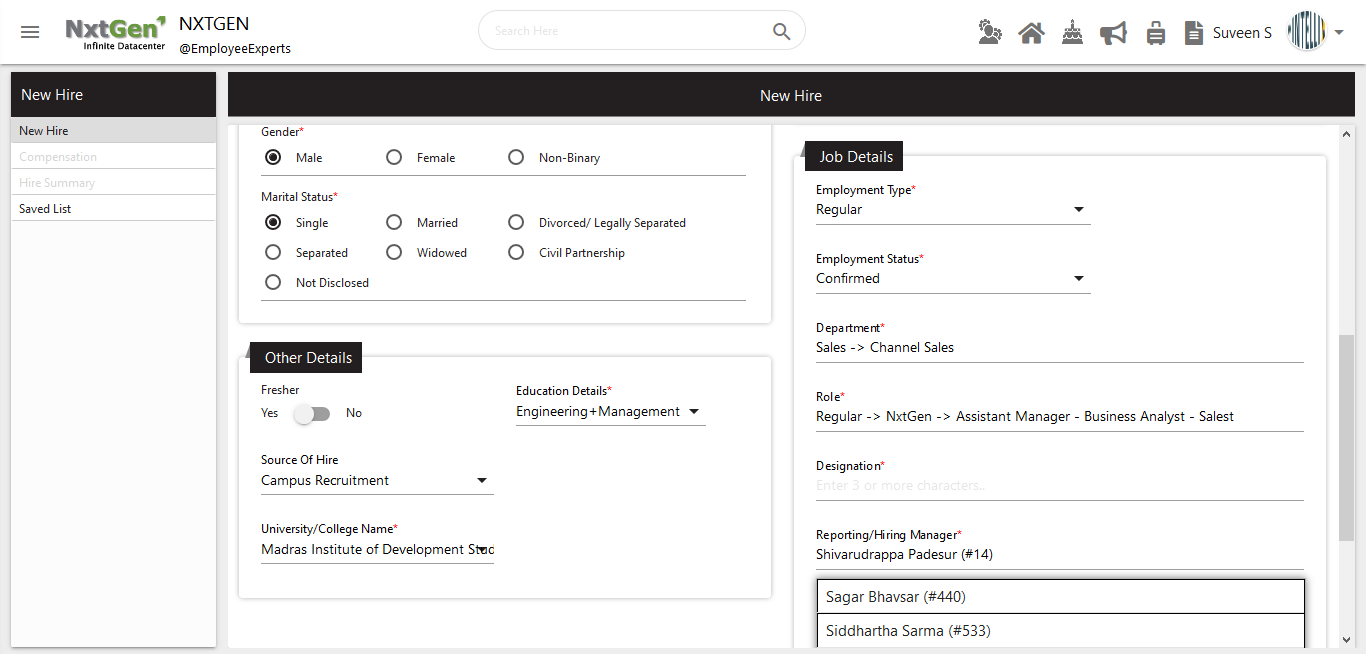 NxtGen
Infinite Datacenter
NXTGEN
@EmployeeExperts
Search Here
Suveen S
INTELLI
New Hire
New Hire
Compensation
Hire Summary
Saved List
New Hire
Gender*
Male
Female
Non-Binary
Marital Status*
Single
Married
Divorced/ Legally Separated
Separated
Widowed
Civil Partnership
Not Disclosed
Other Details
Fresher
Yes
No
Education Details*
Engineering+Management
Source Of Hire
Campus Recruitment
University/College Name*
Madras Institute of Development Stud
Job Details
Employment Type*
Regular
Employment Status*
Confirmed
Department*
Sales -> Channel Sales
Role*
Regular -> NxtGen -> Assistant Manager - Business Analyst - Salest
Designation*
Enter 3 or more characters..
Reporting/Hiring Manager*
Shivarudrappa Padesur (#14)
Sagar Bhavsar (#440)
Siddhartha Sarma (#533)